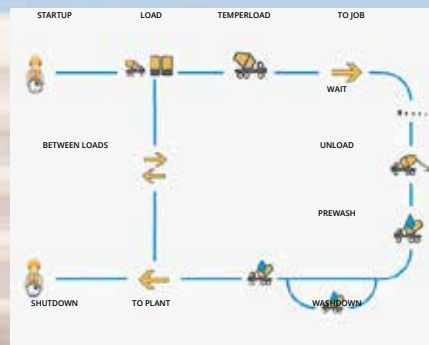 STARTUP LOAD TEMPERLOAD TO JOB
WAIT
BETWEEN LOADS UNLOAD
PREWASH
SHUTDOWN TO PLANT WASHDOWN